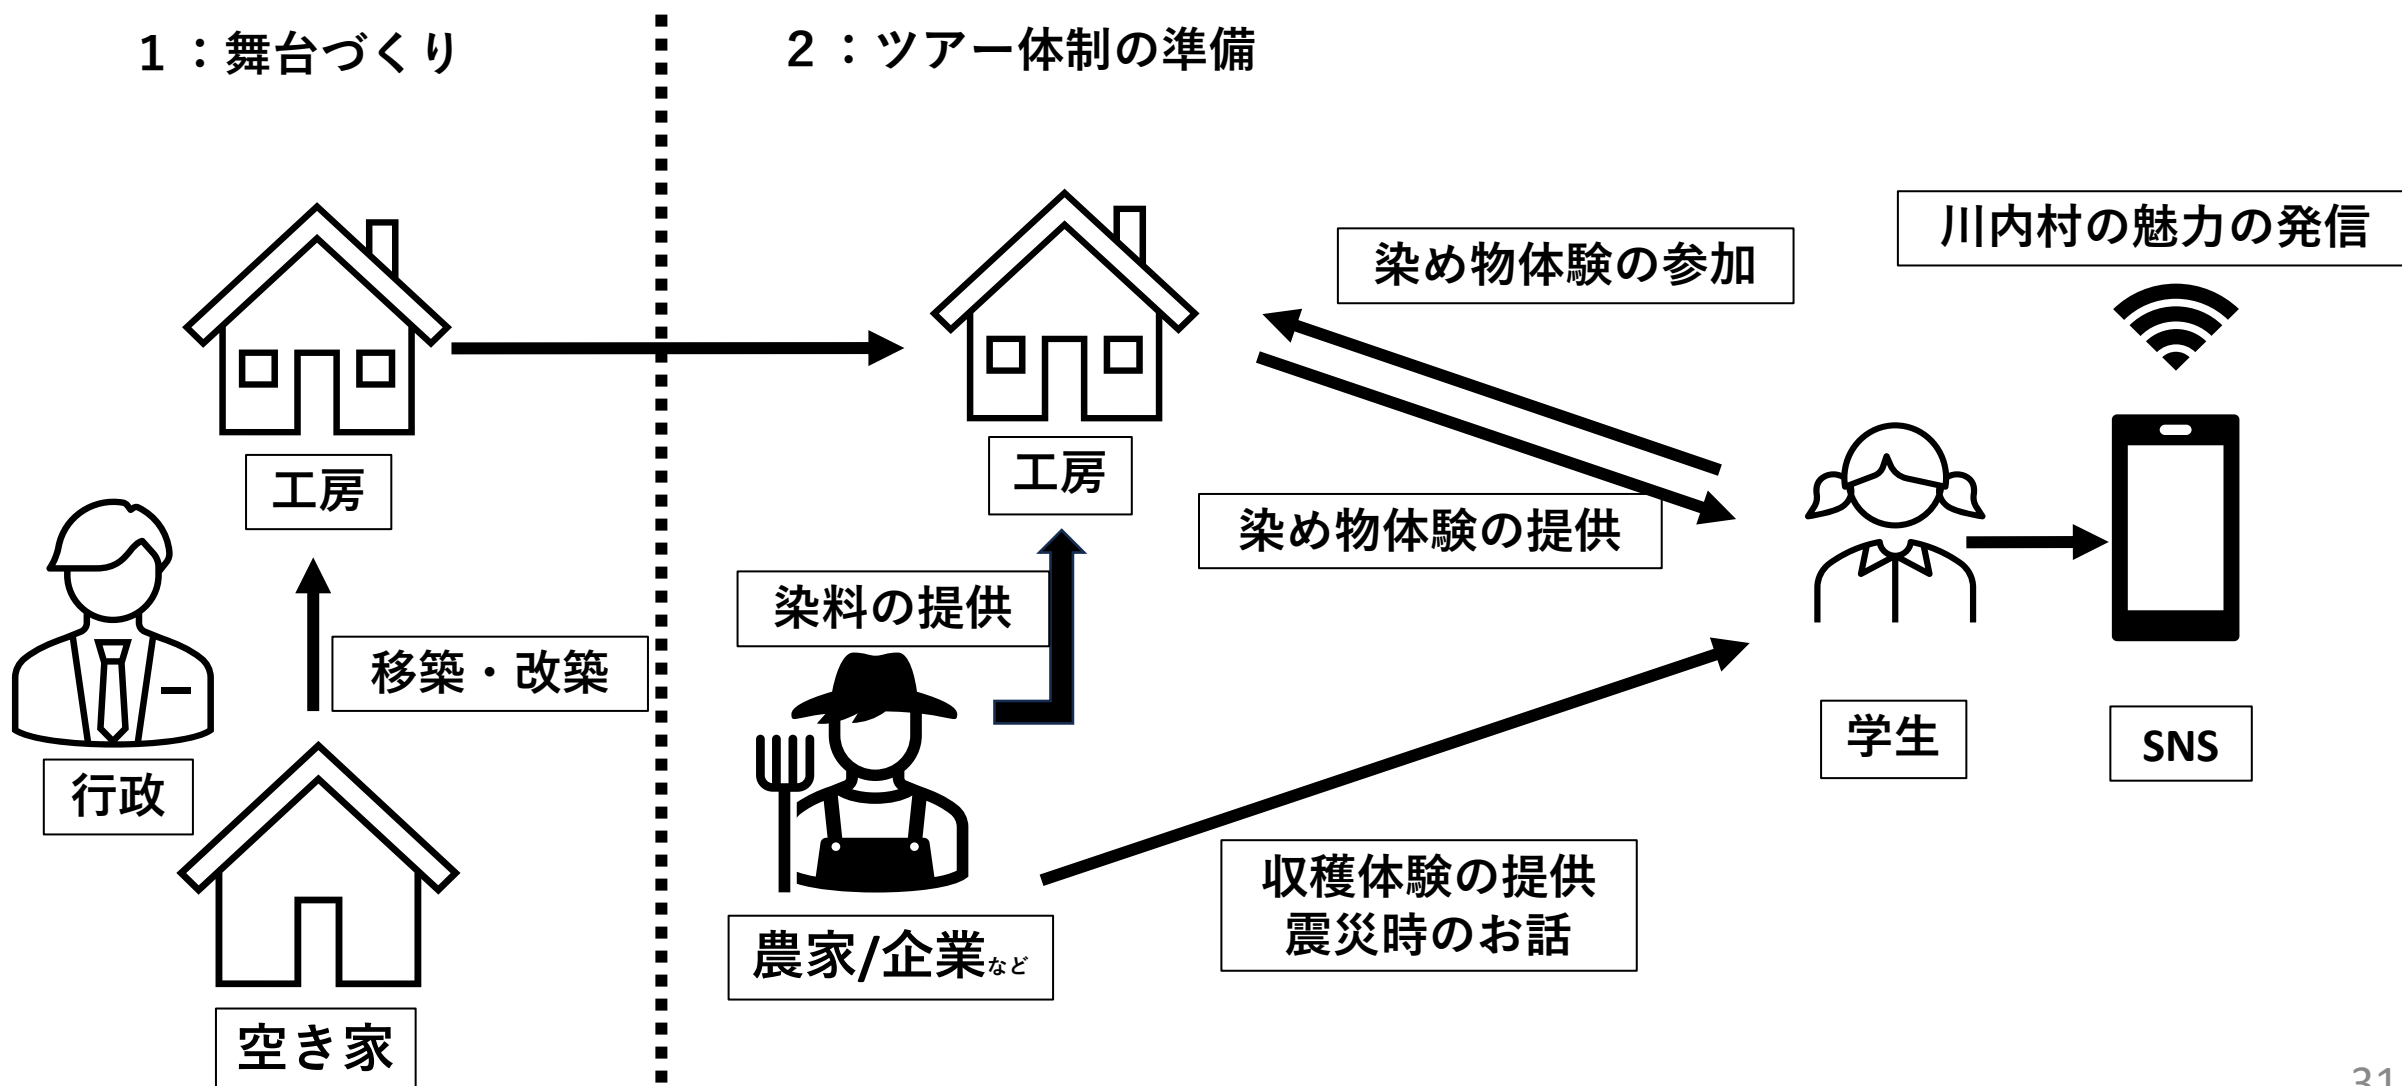 1：舞台づくり
工房
行政
移築・改築
空き家
2：ツアー体制の準備
工房
染料の提供
農家/企業など
染め物体験の参加
染め物体験の提供
収穫体験の提供
震災時のお話
川内村の魅力の発信
学生
SNS
31